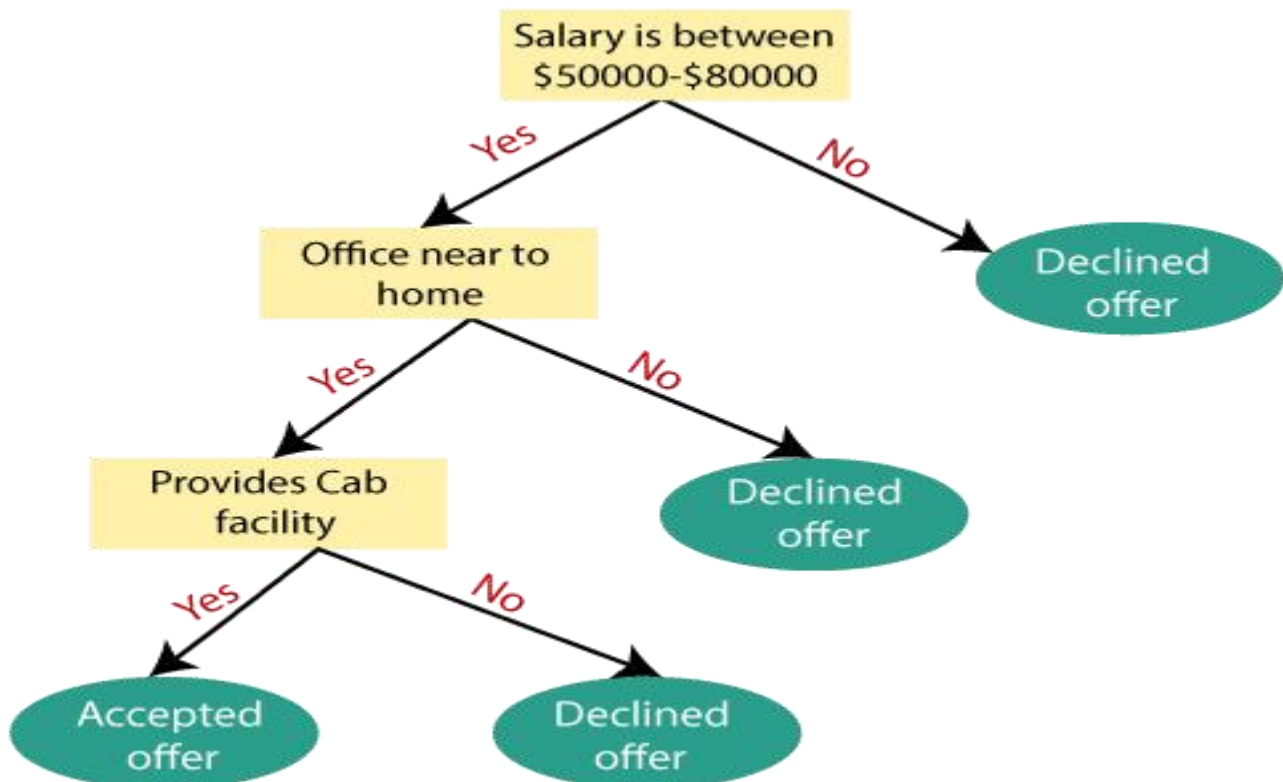 Salary is between
$50000-$80000
Yes
No
Office near to
home
Declined
offer
Yes
No
Provides Cab
facility
Declined
offer
Yes
No
Accepted
offer
Declined
offer